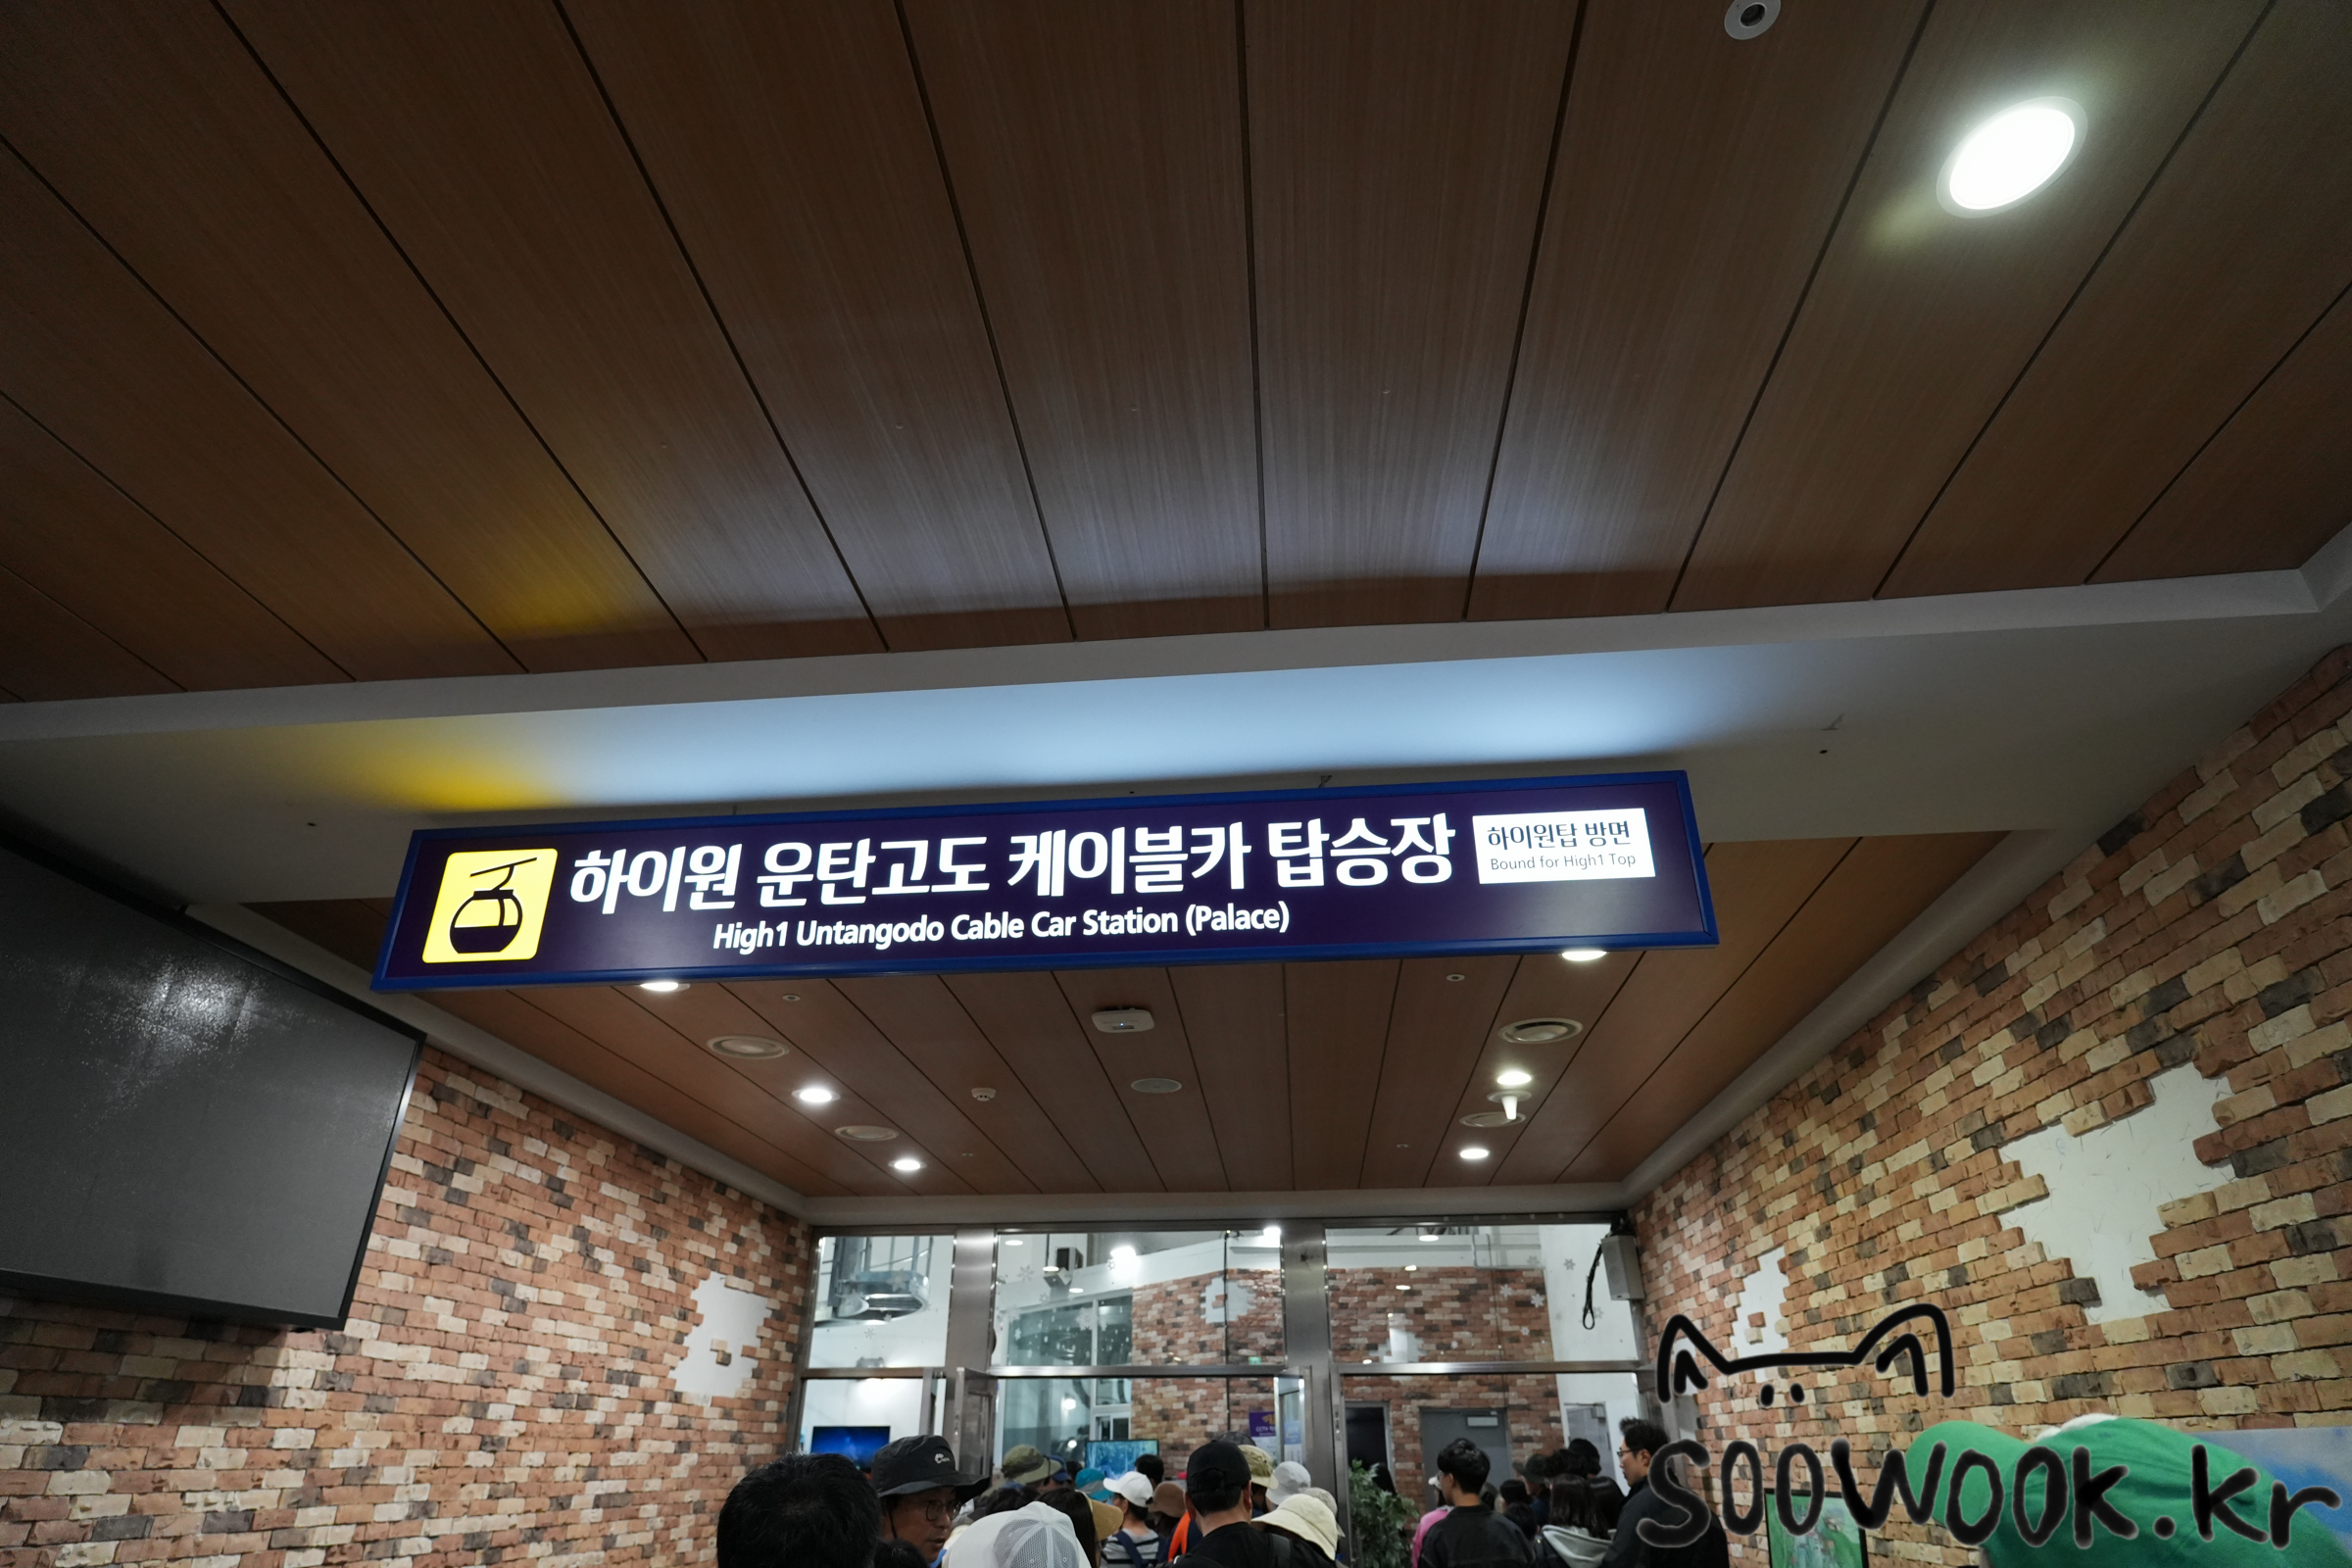 하이원 운탄고도 케이블카 탑승장
High1 Untangodo Cable Car Station (Palace)
하이원탑 방면
Bound for High1 Top
soowook.kr